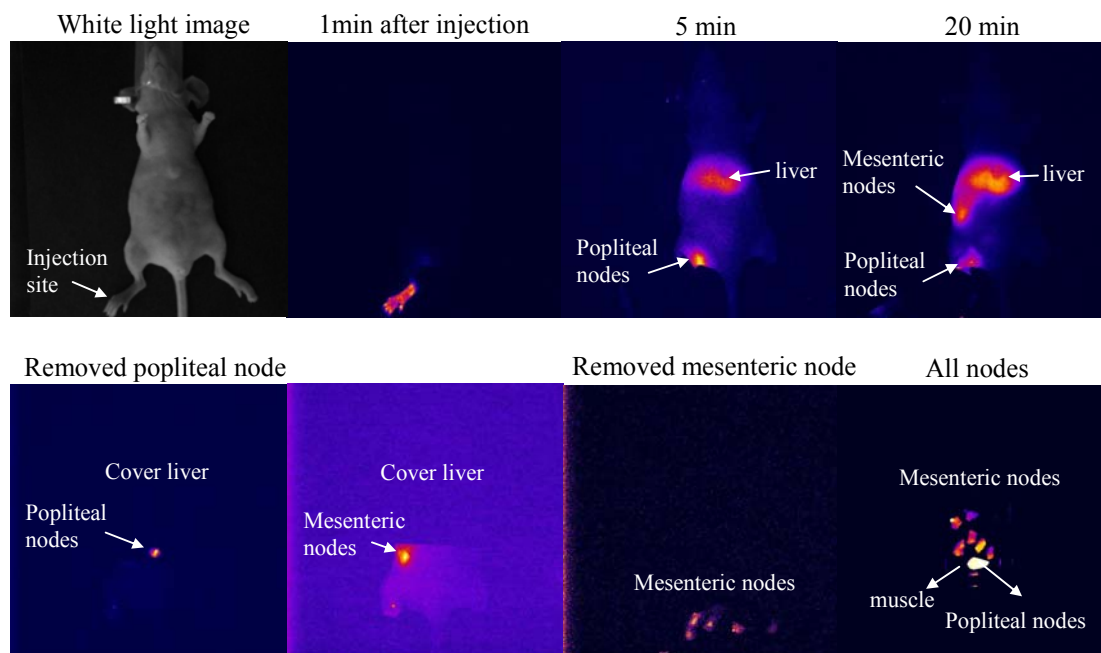 White light image
1min after injection
5 min
20 min
Injection
site
liver
Popliteal
nodes
Mesenteric
nodes
liver
Popliteal
nodes
Removed popliteal node
Removed mesenteric node
All nodes
Cover liver
Popliteal
nodes
Cover liver
Mesenteric
nodes
Mesenteric nodes
Mesenteric nodes
muscle
Popliteal nodes